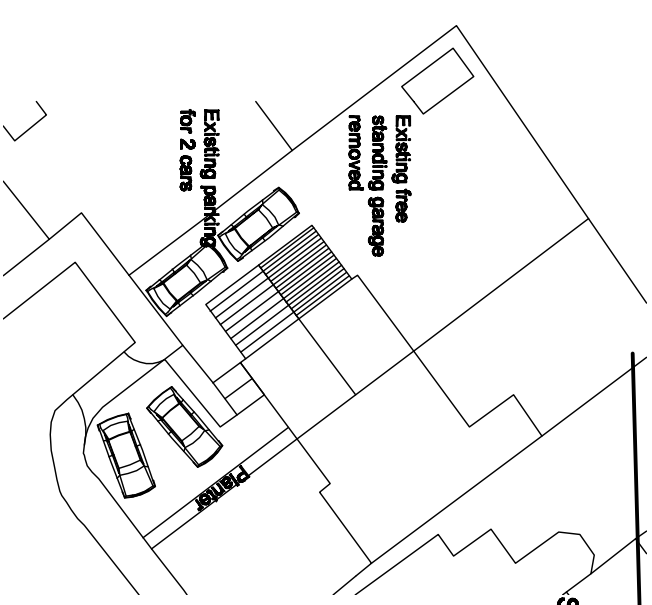 Existing parking
for 2 cars
Existing free
standing garage
removed
Planter